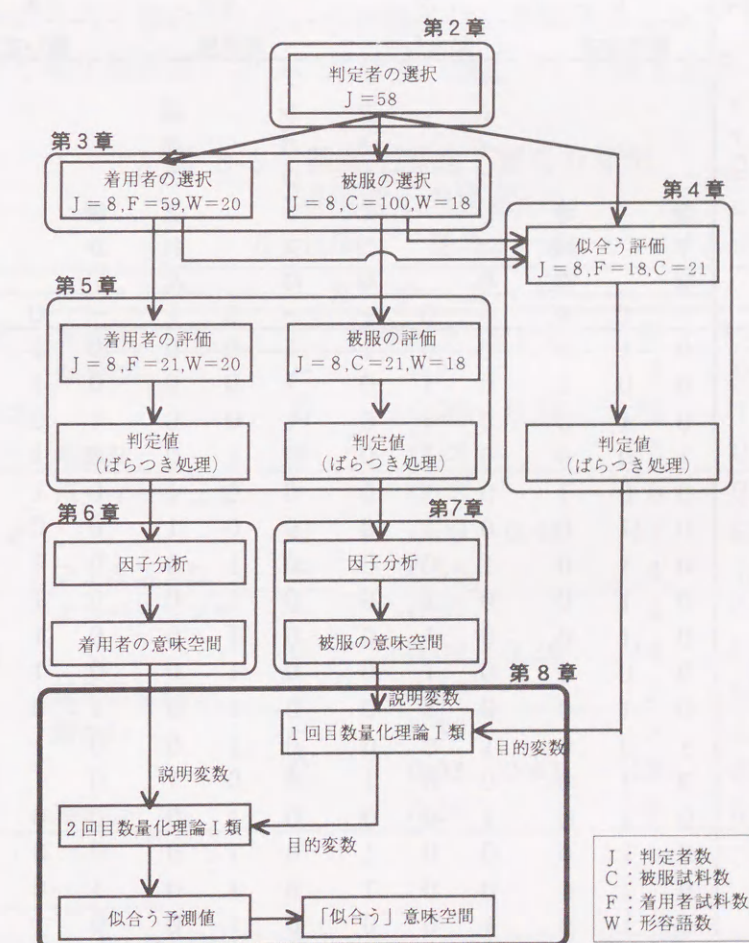 第2章
判定者の選択
J=58
第3章
着用者の選択
J=8,F=59,W=20
被服の選択
J=8,C=100,W=18
第4章
似合う評価
J=8,F=18,C=21
第5章
着用者の評価
J=8,F=21,W=20
被服の評価
J=8,C=21,W=18
判定値
(ばらつき処理)
判定値
(ばらつき処理)
判定値
(ばらつき処理)
第6章
因子分析
着用者の意味空間
第7章
因子分析
被服の意味空間
第8章
説明変数
1回目数量化理論Ⅰ類
目的変数
説明変数
2回目数量化理論Ⅰ類
目的変数
似合う予測値
「似合う」意味空間
J:判定者数
C:被服試料数
F:着用者試料数
W:形容語数